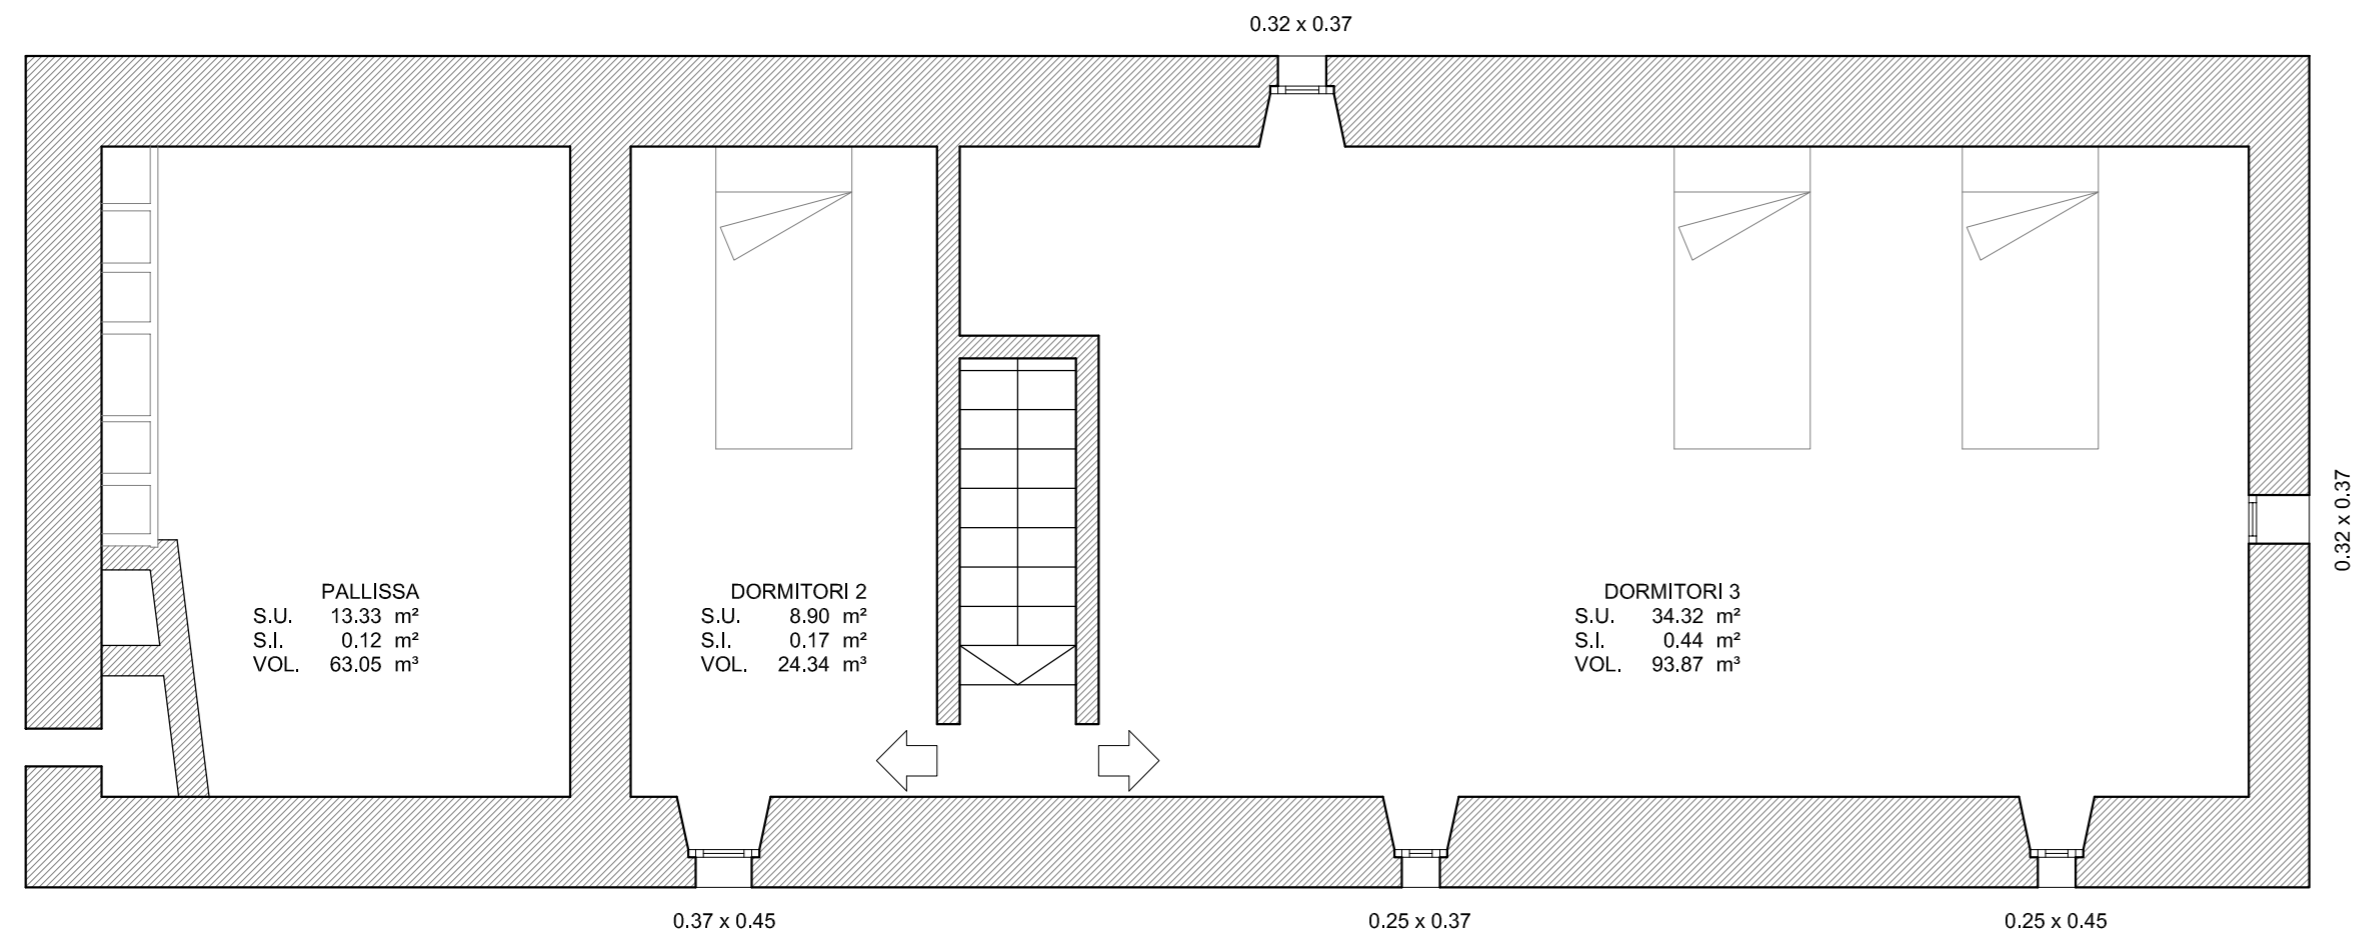 0.32 x 0.37
PALLISSA
S.U. 13.33 m²
S.I. 0.12 m²
VOL. 63.05 m³
DORMITORI 2
S.U. 8.90 m²
S.I. 0.17 m²
VOL. 24.34 m³
DORMITORI 3
S.U. 34.32 m²
S.I. 0.44 m²
VOL. 93.87 m³
0.32 x 0.37
0.37 x 0.45
0.25 x 0.37
0.25 x 0.45